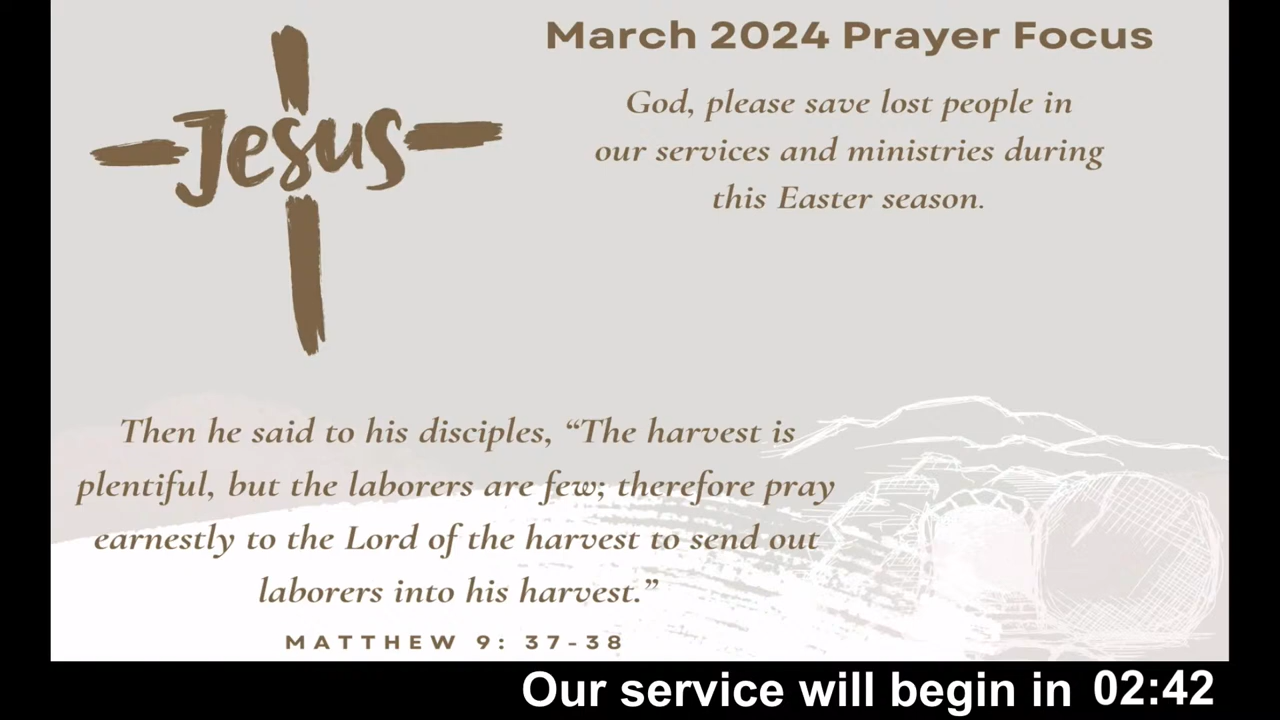 Jesus
March 2024 Prayer Focus
God, please save lost people in
our services and ministries during
this Easter season.
Then he said to his disciples, “The harvest is
plentiful, but the laborers are few; therefore pray
earnestly to the Lord of the harvest to send out
laborers into his harvest.”
MATTHEW 9: 37-38
Our service will begin in 02:42